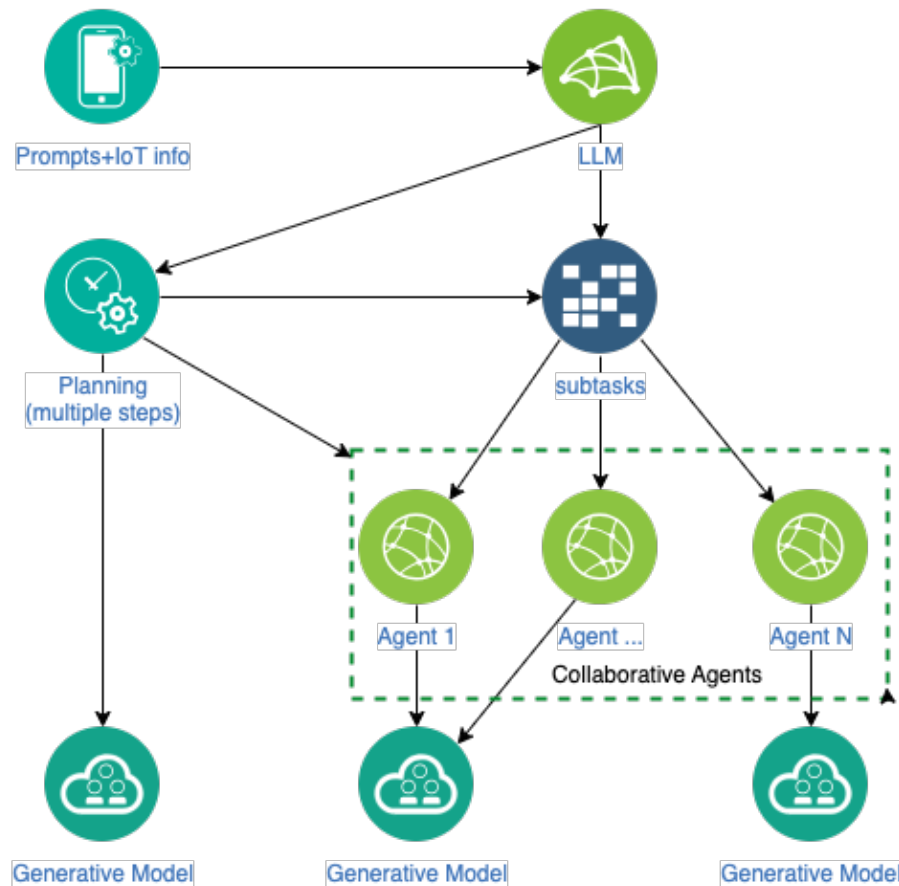 Prompts+IoT info
LLM
Planning
(multiple steps)
subtasks
Agent 1
Agent ...
Agent N
Collaborative Agents
Generative Model
Generative Model
Generative Model